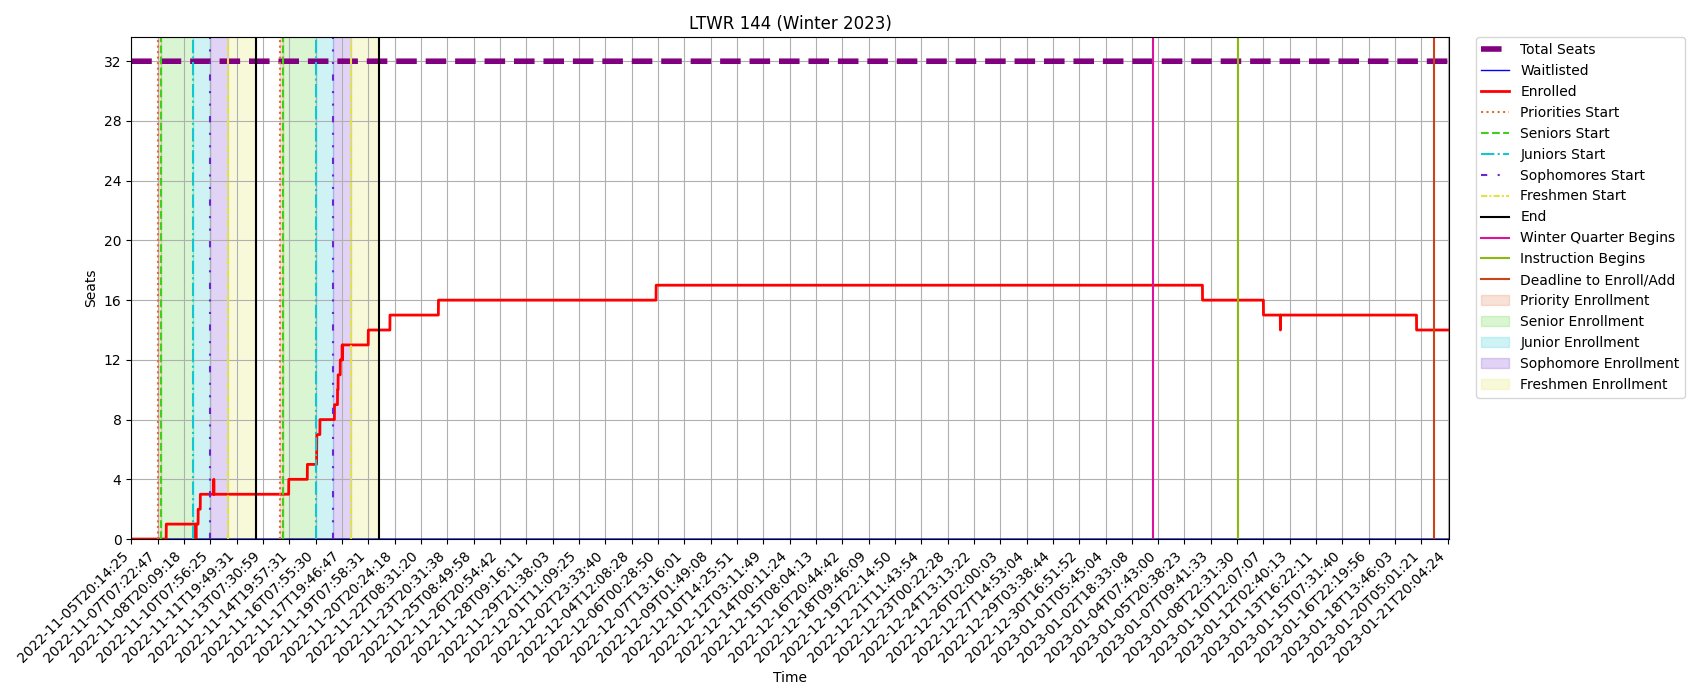 LTWR 144 (Winter 2023)
Seats
32
28
24
20
16
12
8
4
0
2022-11-05T20:14:25
2022-11-07T07:22:47
2022-11-08T20:09:18
2022-11-10T07:56:25
2022-11-11T19:49:31
2022-11-13T07:30:59
2022-11-14T19:57:31
2022-11-16T07:55:30
2022-11-17T19:46:47
2022-11-19T07:58:31
2022-11-20T20:24:18
2022-11-22T08:31:20
2022-11-23T20:31:38
2022-11-25T08:49:58
2022-11-26T20:54:42
2022-11-28T09:16:11
2022-11-29T21:38:03
2022-12-01T11:09:25
2022-12-02T23:33:40
2022-12-04T12:08:28
2022-12-06T00:28:50
2022-12-07T13:16:01
2022-12-09T01:49:08
2022-12-10T14:25:51
2022-12-12T03:11:49
2022-12-14T00:11:24
2022-12-15T08:04:13
2022-12-16T20:44:42
2022-12-18T09:46:09
2022-12-19T22:14:50
2022-12-21T11:43:54
2022-12-23T00:22:28
2022-12-24T13:13:22
2022-12-26T02:00:03
2022-12-27T14:53:04
2022-12-29T03:38:44
2022-12-30T16:51:52
2023-01-01T05:45:04
2023-01-02T18:33:08
2023-01-04T07:43:00
2023-01-05T20:38:23
2023-01-07T09:41:33
2023-01-08T22:31:30
2023-01-10T12:07:07
2023-01-12T02:40:13
2023-01-13T16:22:11
2023-01-15T07:31:40
2023-01-16T22:19:56
2023-01-18T13:46:03
2023-01-20T05:01:21
2023-01-21T20:04:24
Time
Total Seats
Waitlisted
Enrolled
Priorities Start
Seniors Start
Juniors Start
Sophomores Start
Freshmen Start
End
Winter Quarter Begins
Instruction Begins
Deadline to Enroll/Add
Priority Enrollment
Senior Enrollment
Junior Enrollment
Sophomore Enrollment
Freshmen Enrollment